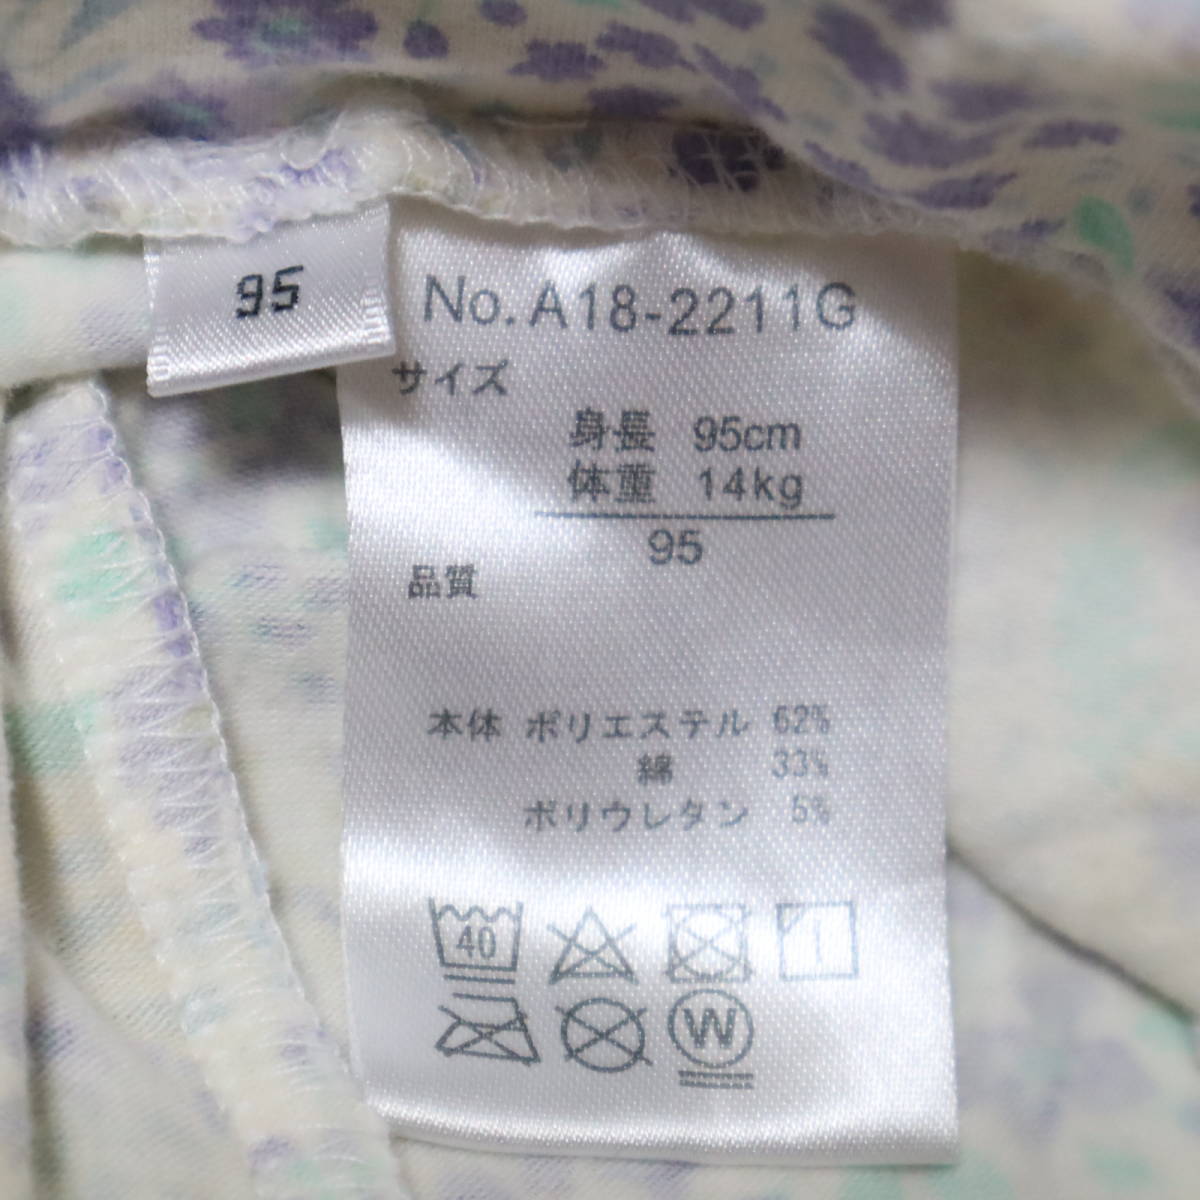 95
No. A18-2211G
サイズ
身長 95cm
体重 14kg
95
品質
本体 ポリエステル 62%
綿 33%
ポリウレタン 5%
40
W